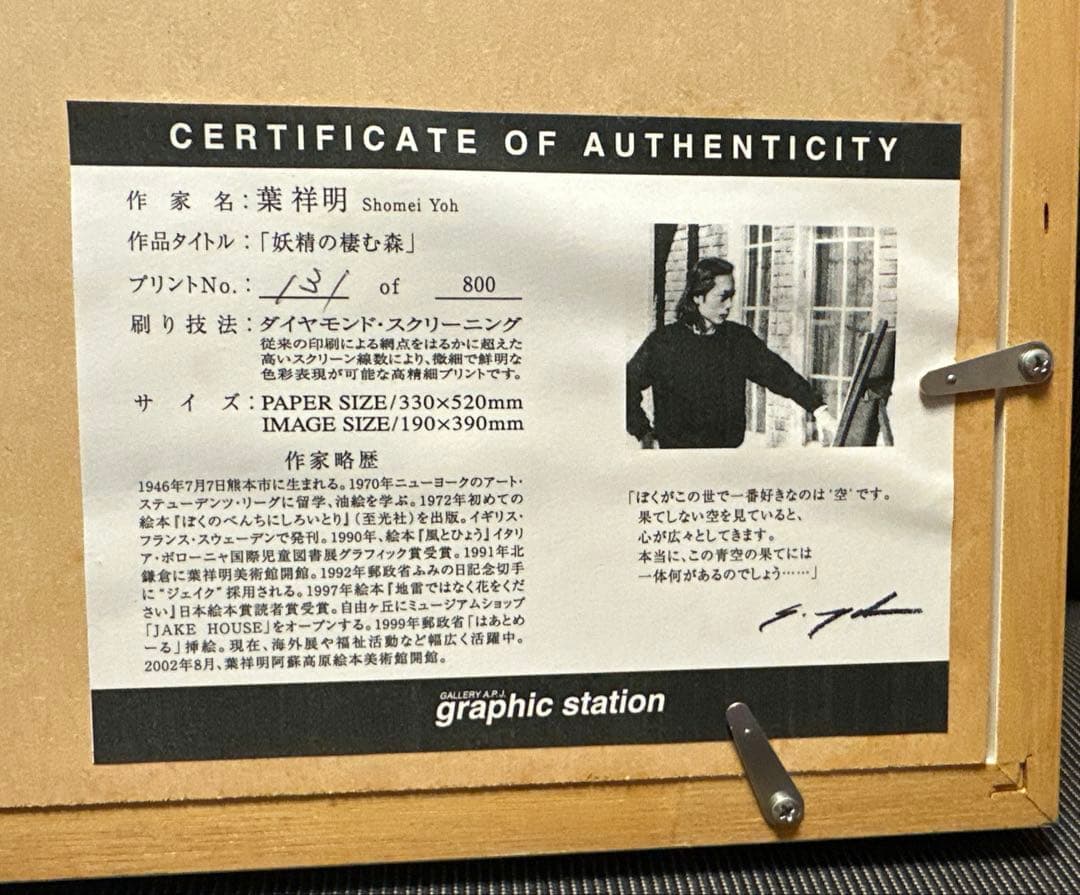 CERTIFICATE OF AUTHENTICITY
作家名：葉祥明 Shomei Yoh
作品タイトル：「妖精の棲む森」
プリントNo.：131 of 800
刷り技法：ダイヤモンド・スクリーニング
従来の印刷による網点をはるかに超えた
高いスクリーン線数により、微細で鮮明な
色彩表現が可能な高精細プリントです。
サイズ：PAPER SIZE/330×520mm
IMAGE SIZE/190×390mm
作家略歴
1946年7月7日熊本市に生まれる。1970年ニューヨークのアート・
ステューデンツ・リーグに留学、油絵を学ぶ。1972年初めての
絵本『ぼくのべんちにしろいとり』（至光社）を出版。イギリス・
フランス・スウェーデンで発刊。1990年、絵本『風とひょう』イタリ
ア・ボローニャ国際児童図書展グラフィック賞受賞。1991年北
鎌倉に葉祥明美術館開館。1992年郵政省ふみの日記念切手
に"ジェイク"採用される。1997年絵本『地雷ではなく花をくだ
さい』日本絵本賞読者賞受賞。自由ヶ丘にミュージアムショップ
「JAKE HOUSE」をオープンする。1999年郵政省「はあとめ
ーる」挿絵。現在、海外展や福祉活動など幅広く活躍中。
2002年8月、葉祥明阿蘇高原絵本美術館開館。
「ぼくがこの世で一番好きなのは'空'です。
果てしない空を見ていると、
心が広々としてきます。
本当に、この青空の果てには
一体何があるのでしょう……」
GALLERY A.P.J.
graphic station